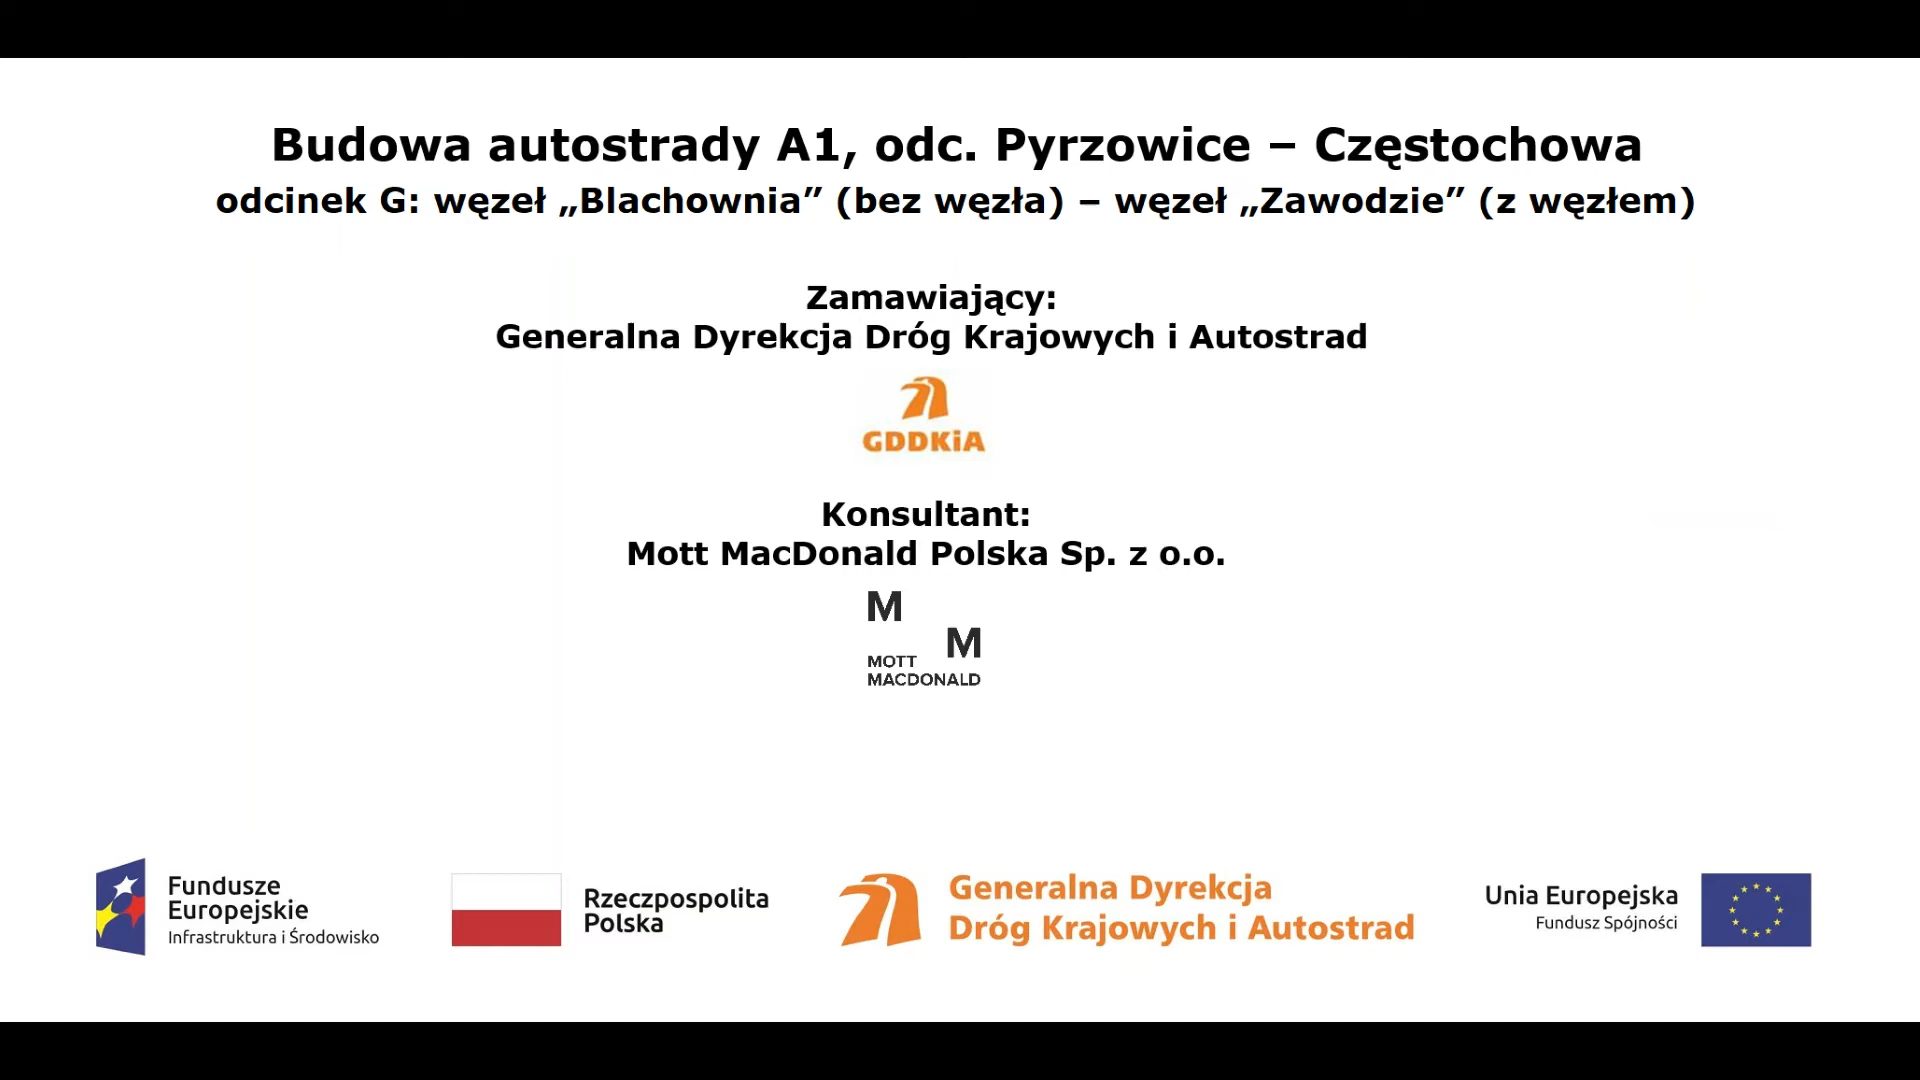 Budowa autostrady A1, odc. Pyrzowice – Częstochowa
odcinek G: węzeł „Blachownia” (bez węzła) – węzeł „Zawodzie” (z węzłem)
Zamawiający:
Generalna Dyrekcja Dróg Krajowych i Autostrad
GDDKiA
Konsultant:
Mott MacDonald Polska Sp. z o.o.
M
M
MOTT
MACDONALD
Fundusze
Europejskie
Infrastruktura i Środowisko
Rzeczpospolita
Polska
Generalna Dyrekcja
Dróg Krajowych i Autostrad
Unia Europejska
Fundusz Spójności